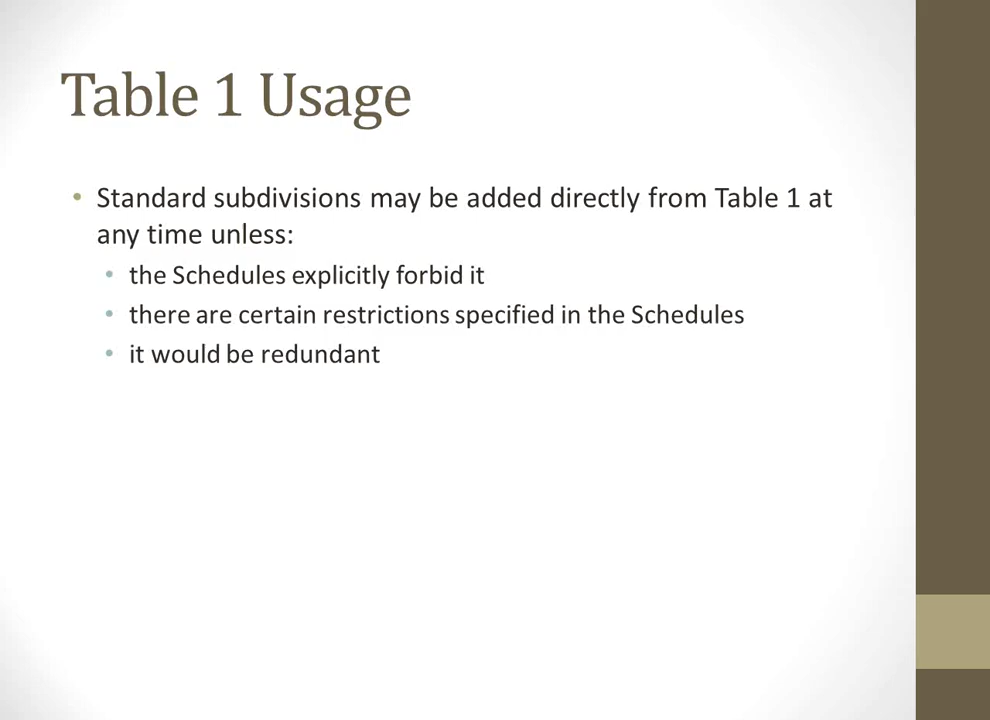 Table 1 Usage
• Standard subdivisions may be added directly from Table 1 at
any time unless:
• the Schedules explicitly forbid it
• there are certain restrictions specified in the Schedules
• it would be redundant